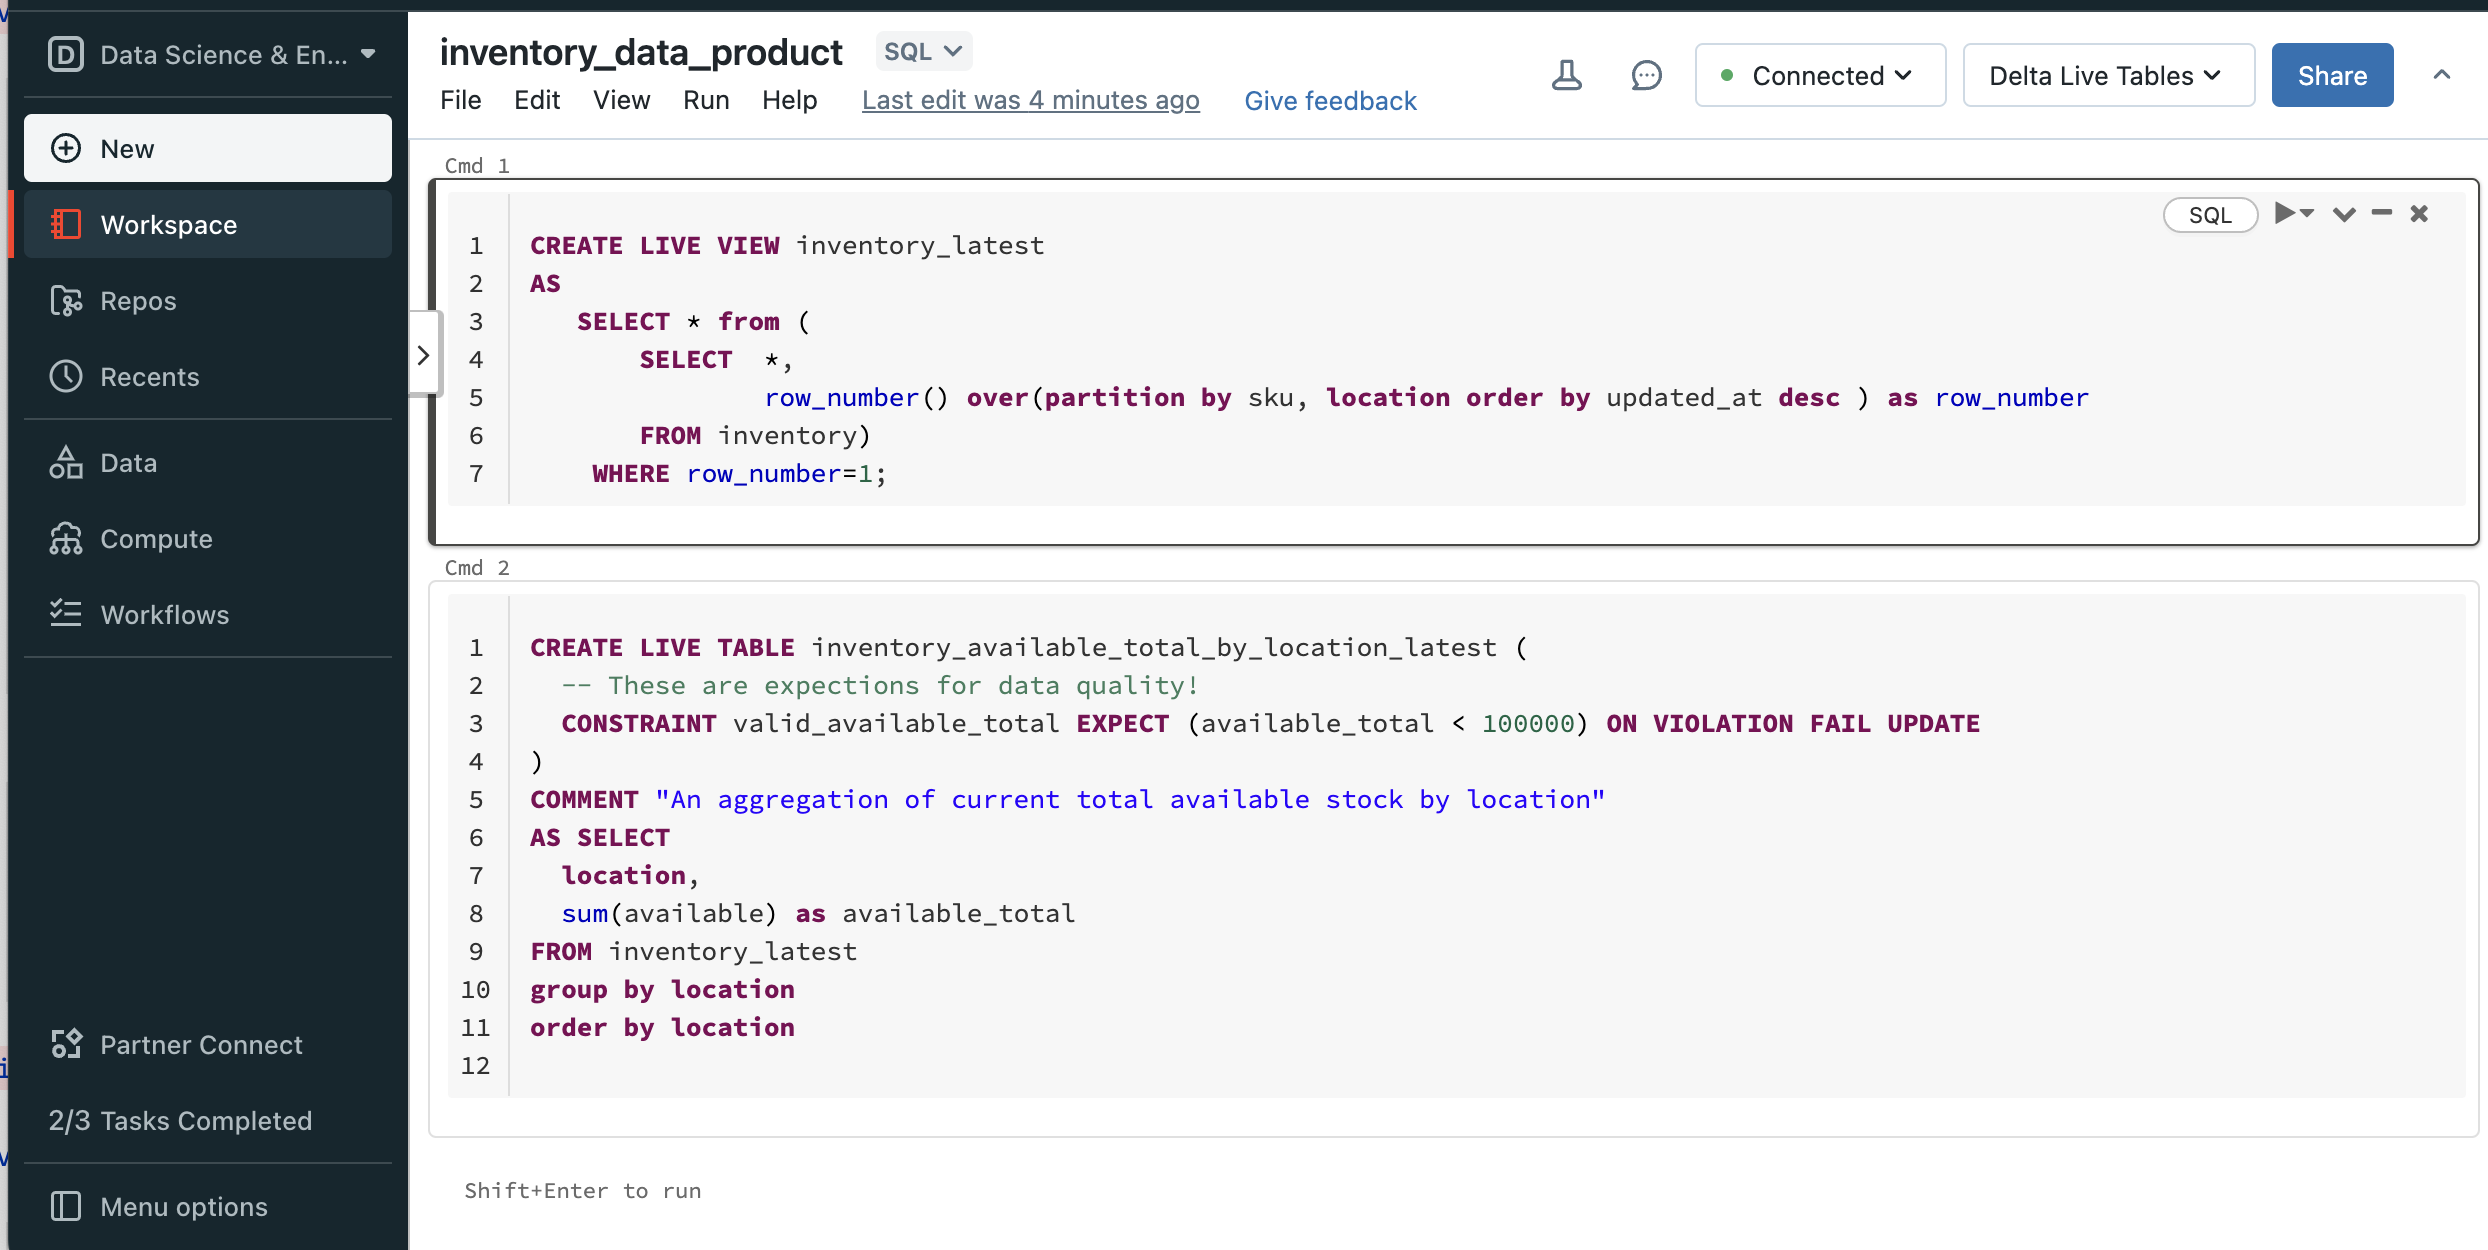 D Data Science & En...
New
Workspace
Repos
Recents
Data
Compute
Workflows
Partner Connect
2/3 Tasks Completed
Menu options
inventory_data_product SQL
File Edit View Run Help Last edit was 4 minutes ago Give feedback
Connected Delta Live Tables Share
Cmd 1
SQL
1 CREATE LIVE VIEW inventory_latest
2 AS
3 SELECT * from (
4 SELECT  *,
5 row_number() over(partition by sku, location order by updated_at desc ) as row_number
6 FROM inventory)
7 WHERE row_number=1;
Cmd 2
1 CREATE LIVE TABLE inventory_available_total_by_location_latest (
2 -- These are expections for data quality!
3 CONSTRAINT valid_available_total EXPECT (available_total < 100000) ON VIOLATION FAIL UPDATE
4 )
5 COMMENT "An aggregation of current total available stock by location"
6 AS SELECT
7 location,
8 sum(available) as available_total
9 FROM inventory_latest
10 group by location
11 order by location
12
Shift+Enter to run